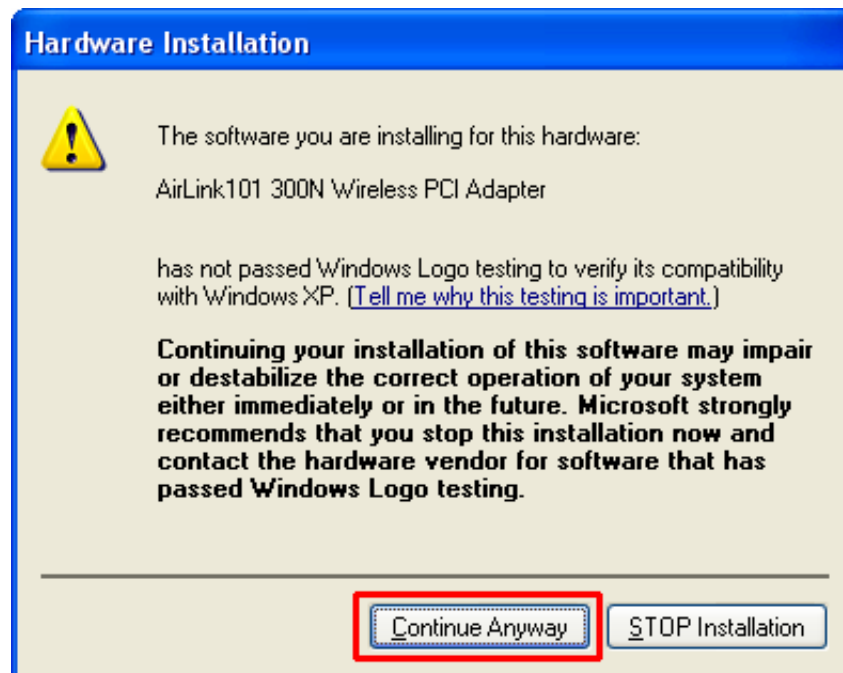 Hardware Installation
The software you are installing for this hardware:
AirLink101 300N Wireless PCI Adapter
has not passed Windows Logo testing to verify its compatibility
with Windows XP. (Tell me why this testing is important.)
Continuing your installation of this software may impair
or destabilize the correct operation of your system
either immediately or in the future. Microsoft strongly
recommends that you stop this installation now and
contact the hardware vendor for software that has
passed Windows Logo testing.
Continue Anyway STOP Installation